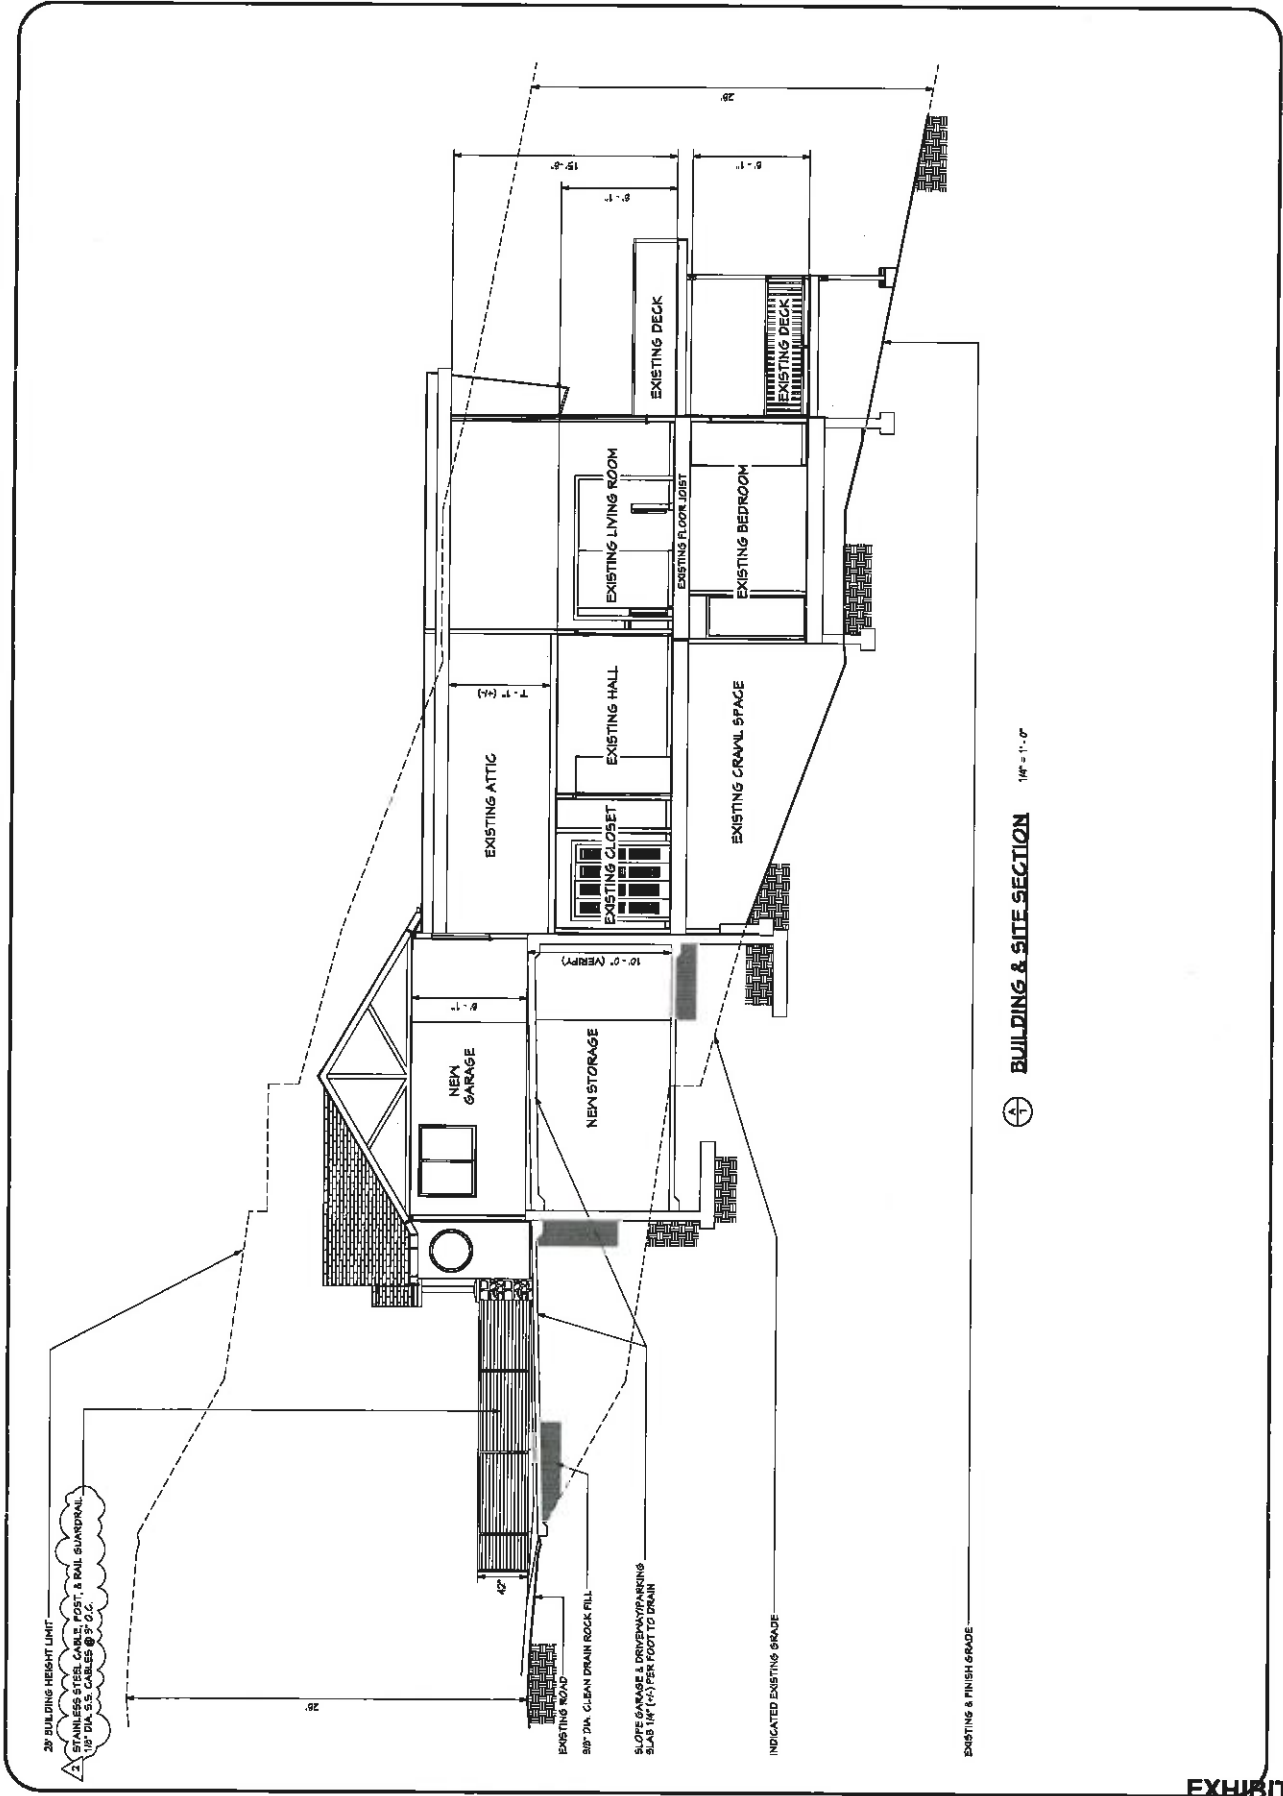 28' BUILDING HEIGHT LIMIT
2
STAINLESS STEEL CABLE, POST, & RAIL GUARDRAIL
1/8" DIA. S.S. CABLES @ 3" O.C.
28'
42"
EXISTING ROAD
3/8" DIA. CLEAN DRAIN ROCK FILL
SLOPE GARAGE & DRIVEWAY/PARKING
SLAB 1/4" (+/-) PER FOOT TO DRAIN
INDICATED EXISTING GRADE
EXISTING & FINISH GRADE
NEW
GARAGE
8' - 1"
NEW STORAGE
10' - 0" (VERIFY)
EXISTING ATTIC
7' - 1" (+/-)
EXISTING CLOSET
EXISTING HALL
EXISTING CRAWL SPACE
EXISTING LIVING ROOM
EXISTING FLOOR JOIST
EXISTING BEDROOM
EXISTING DECK
EXISTING DECK
15'-8"
8' - 1"
8' - 1"
28'
A
1
BUILDING & SITE SECTION
1/4" = 1'-0"
EXHIBIT